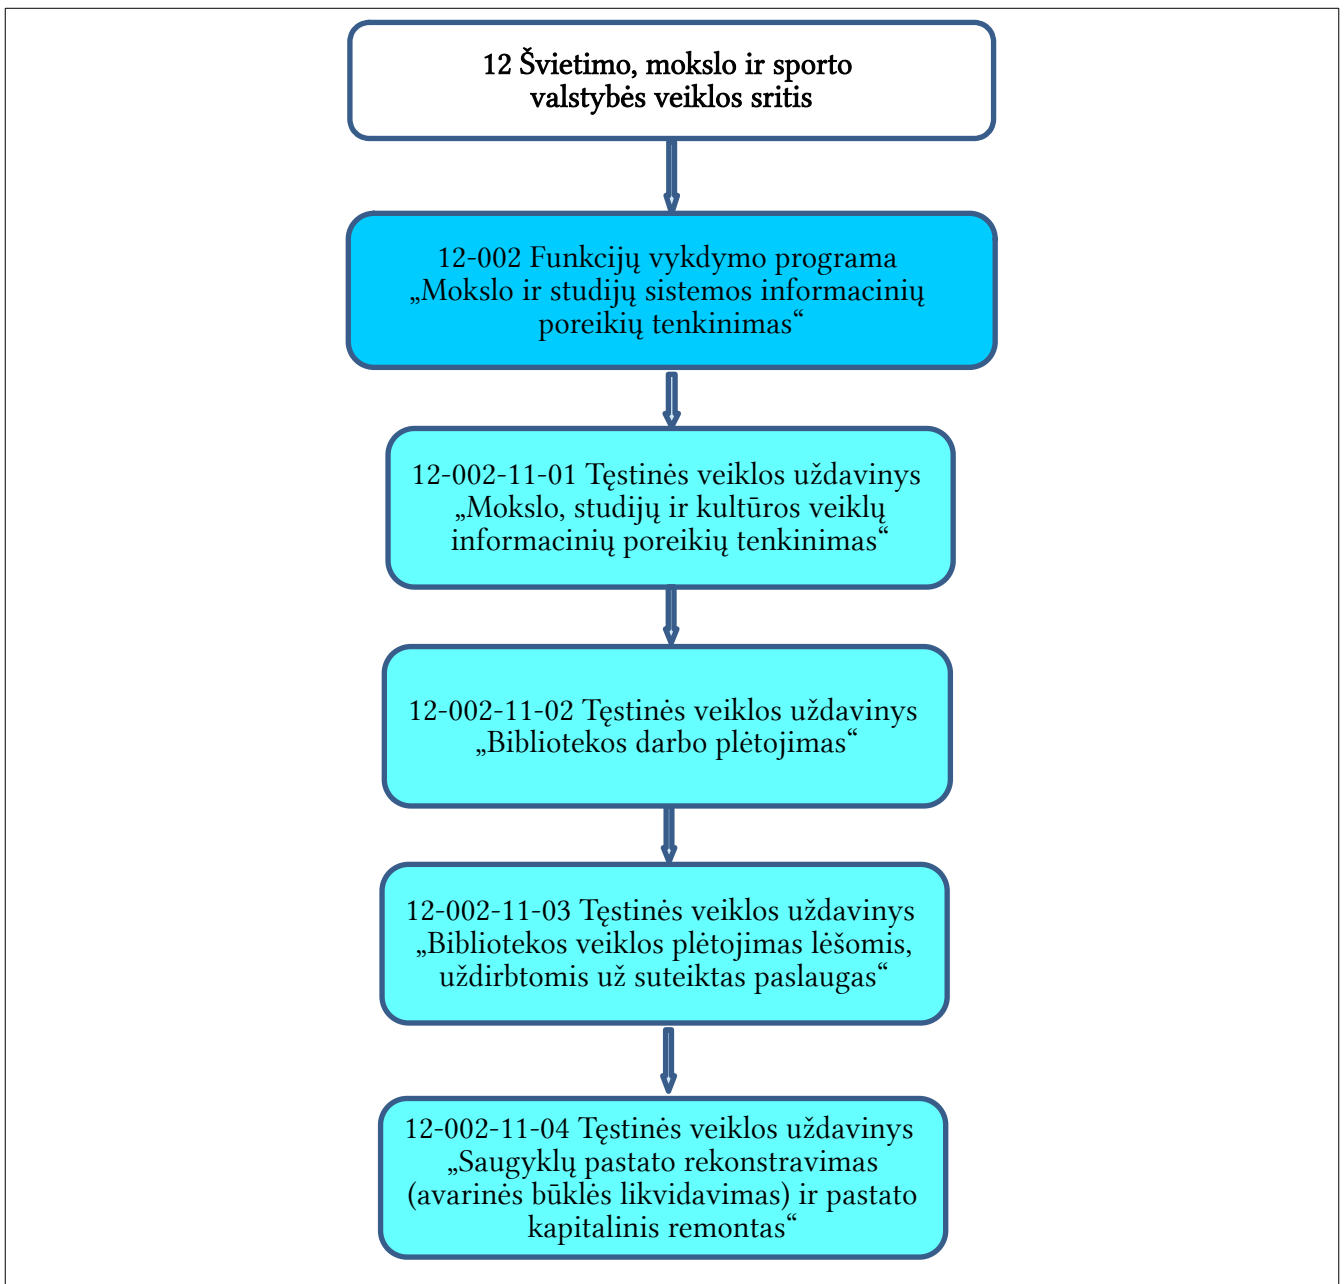 12 Švietimo, mokslo ir sporto
valstybės veiklos sritis
12-002 Funkcijų vykdymo programa
„Mokslo ir studijų sistemos informacinių
poreikių tenkinimas“
12-002-11-01 Tęstinės veiklos uždavinys
„Mokslo, studijų ir kultūros veiklų
informacinių poreikių tenkinimas“
12-002-11-02 Tęstinės veiklos uždavinys
„Bibliotekos darbo plėtojimas“
12-002-11-03 Tęstinės veiklos uždavinys
„Bibliotekos veiklos plėtojimas lėšomis,
uždirbtomis už suteiktas paslaugas“
12-002-11-04 Tęstinės veiklos uždavinys
„Saugyklų pastato rekonstravimas
(avarinės būklės likvidavimas) ir pastato
kapitalinis remontas“